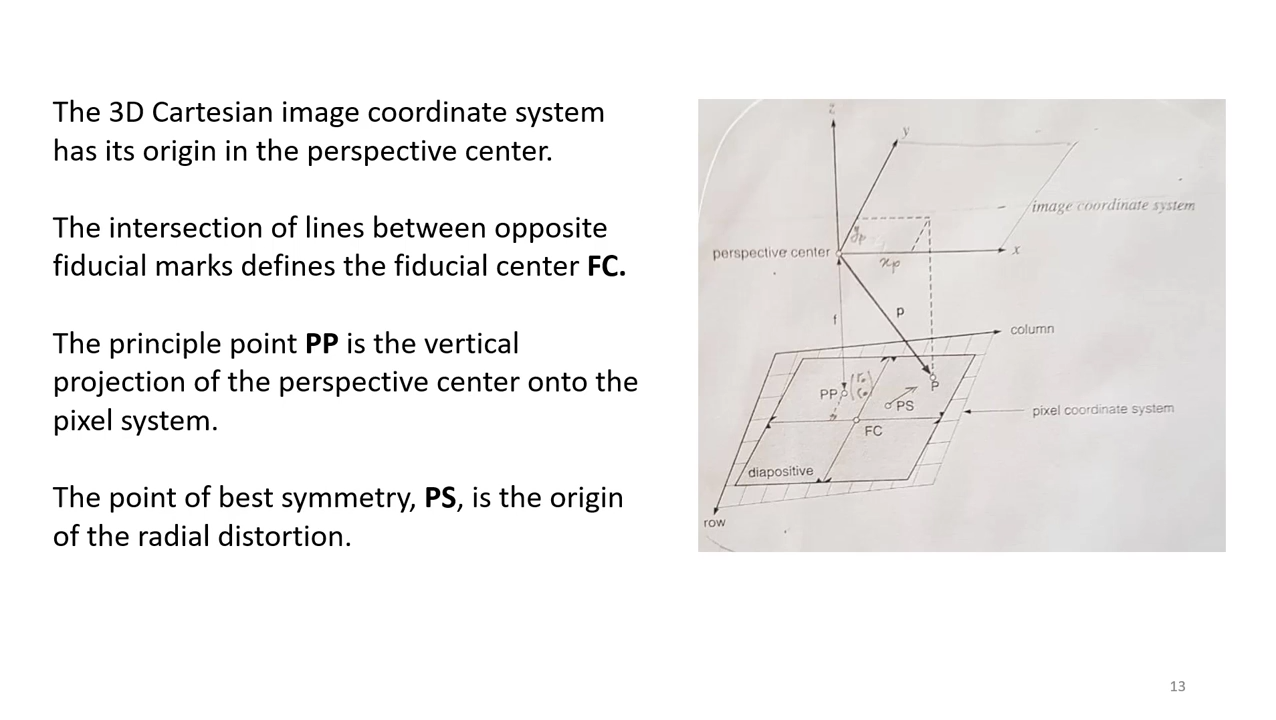 The 3D Cartesian image coordinate system
has its origin in the perspective center.
The intersection of lines between opposite
fiducial marks defines the fiducial center FC.
The principle point PP is the vertical
projection of the perspective center onto the
pixel system.
The point of best symmetry, PS, is the origin
of the radial distortion.
z
y
image coordinate system
yp
perspective center
x
xp
p
f
column
P
PP
PS
pixel coordinate system
FC
diapositive
row
13